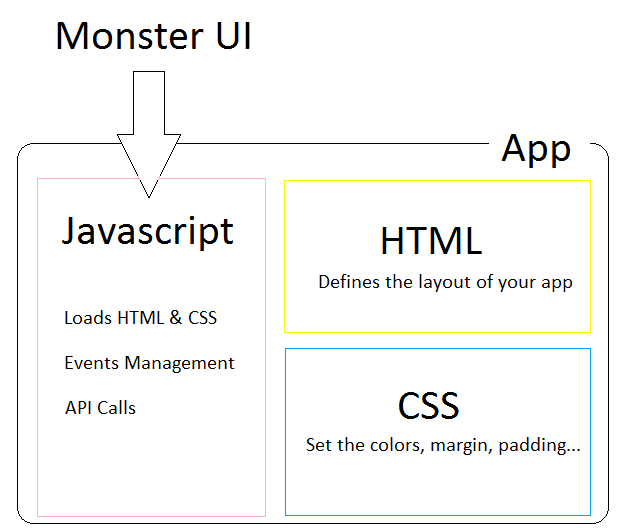 Monster UI
App
Javascript
Loads HTML & CSS
Events Management
API Calls
HTML
Defines the layout of your app
CSS
Set the colors, margin, padding...